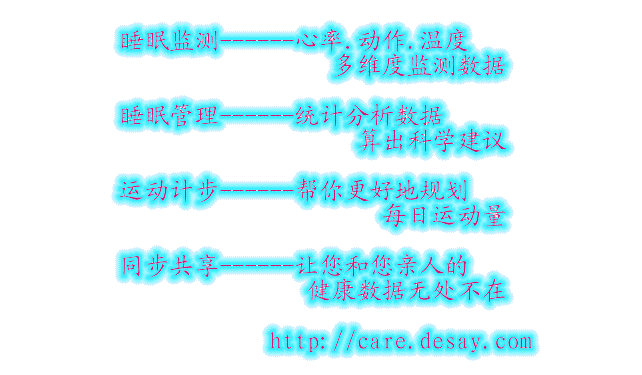 睡眠监测------心率.动作.温度
多维度监测数据
睡眠管理------统计分析数据
算出科学建议
运动计步------帮你更好地规划
每日运动量
同步共享------让您和您亲人的
健康数据无处不在
http://care.desay.com